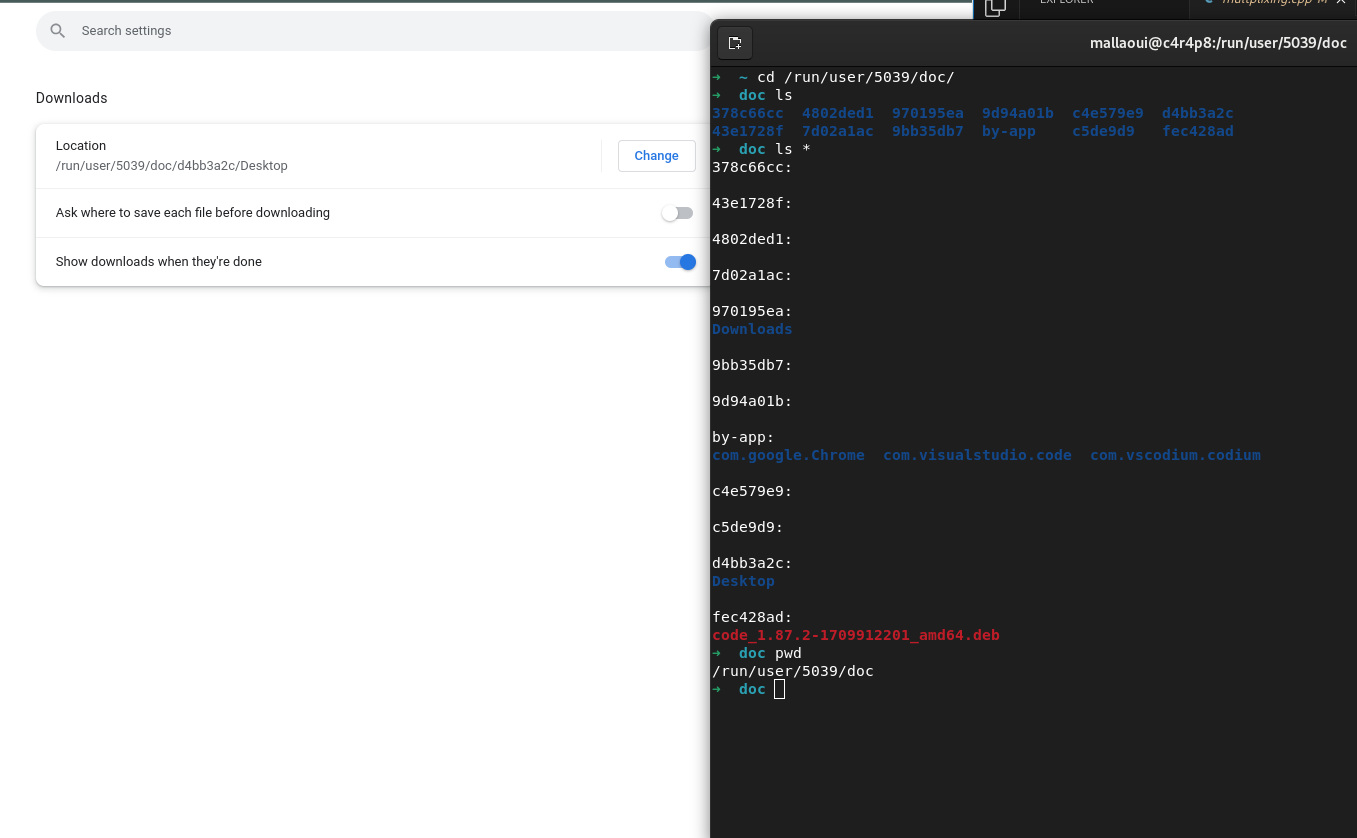 Search settings
Downloads
Location
/run/user/5039/doc/d4bb3a2c/Desktop
Change
Ask where to save each file before downloading
Show downloads when they're done
EXPLORER
multplixing.cpp M
mallaoui@c4r4p8:/run/user/5039/doc
➜ ~ cd /run/user/5039/doc/
➜ doc ls
378c66cc 4802ded1 970195ea 9d94a01b c4e579e9 d4bb3a2c
43e1728f 7d02a1ac 9bb35db7 by-app c5de9d9 fec428ad
➜ doc ls *
378c66cc:
43e1728f:
4802ded1:
7d02a1ac:
970195ea:
Downloads
9bb35db7:
9d94a01b:
by-app:
com.google.Chrome com.visualstudio.code com.vscodium.codium
c4e579e9:
c5de9d9:
d4bb3a2c:
Desktop
fec428ad:
code_1.87.2-1709912201_amd64.deb
➜ doc pwd
/run/user/5039/doc
➜ doc